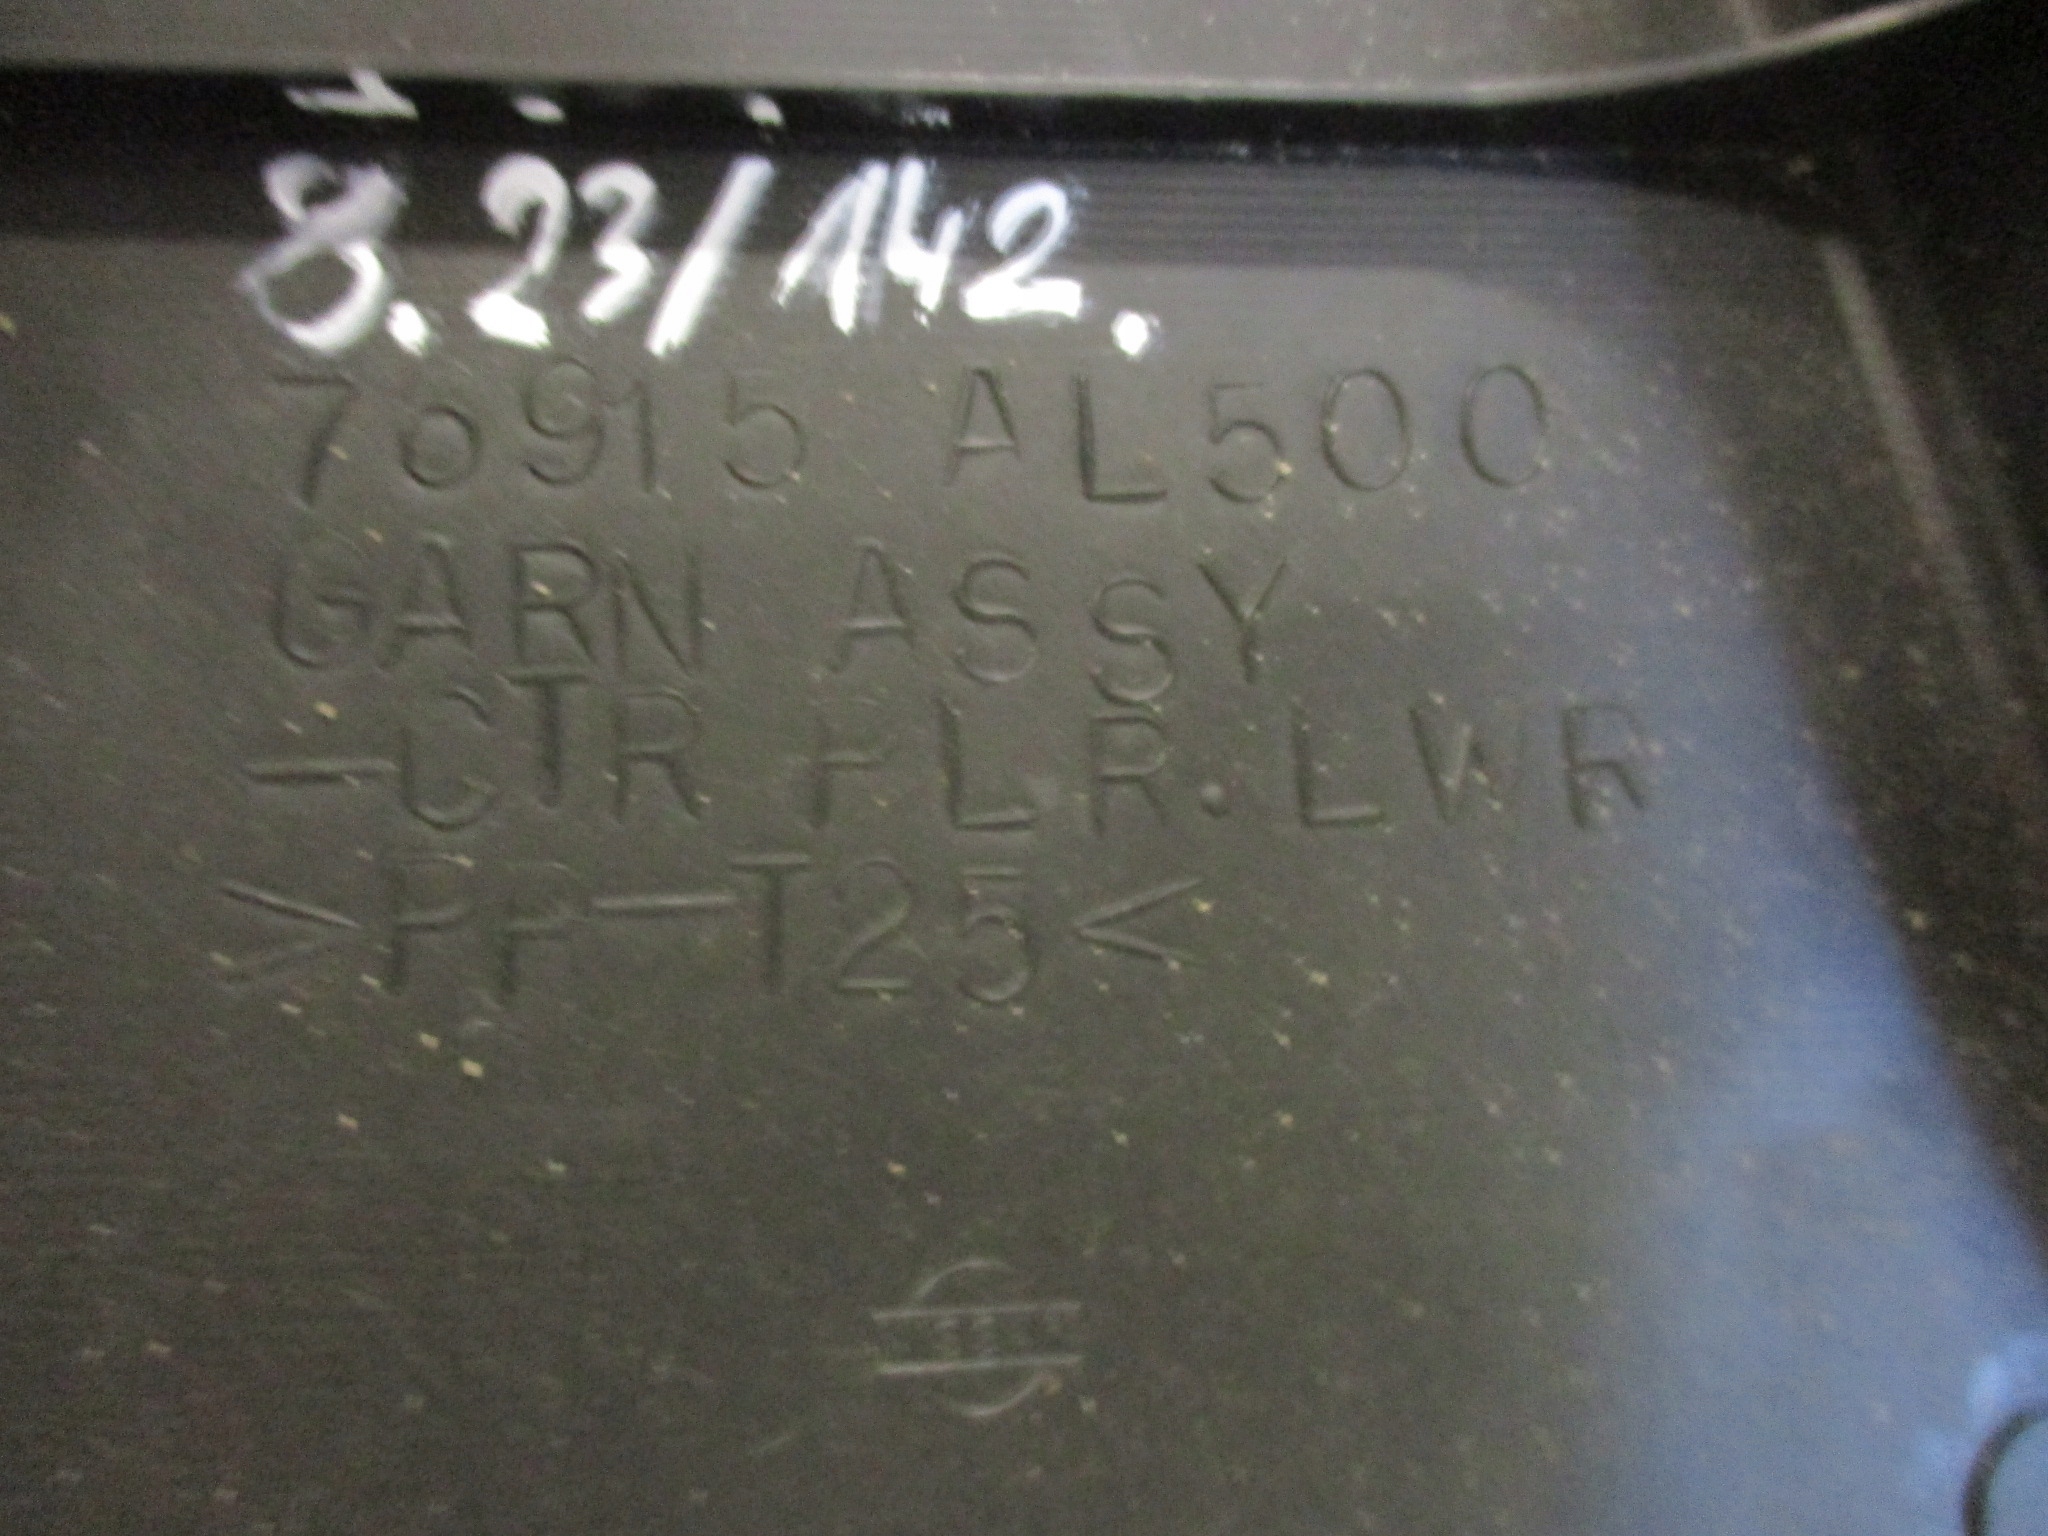 8.23/142.
76915 AL500
GARN ASSY
-CTR PLR.LWR
>PP-T25<